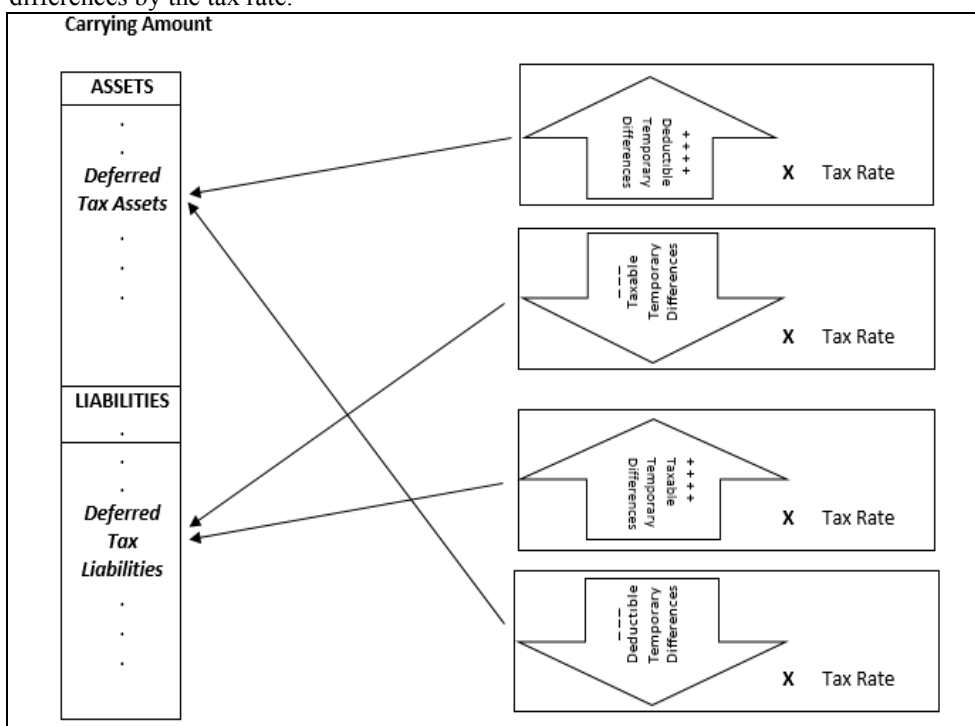 differences by the tax rate.
Carrying Amount
ASSETS
.
.
Deferred
Tax Assets
.
.
.
LIABILITIES
.
.
.
Deferred
Tax
Liabilities
.
.
.
++++
Deductible
Temporary
Differences
X Tax Rate
Differences
Temporary
Taxable
– – –
X Tax Rate
++++
Taxable
Temporary
Differences
X Tax Rate
Differences
Temporary
Deductible
– – –
X Tax Rate